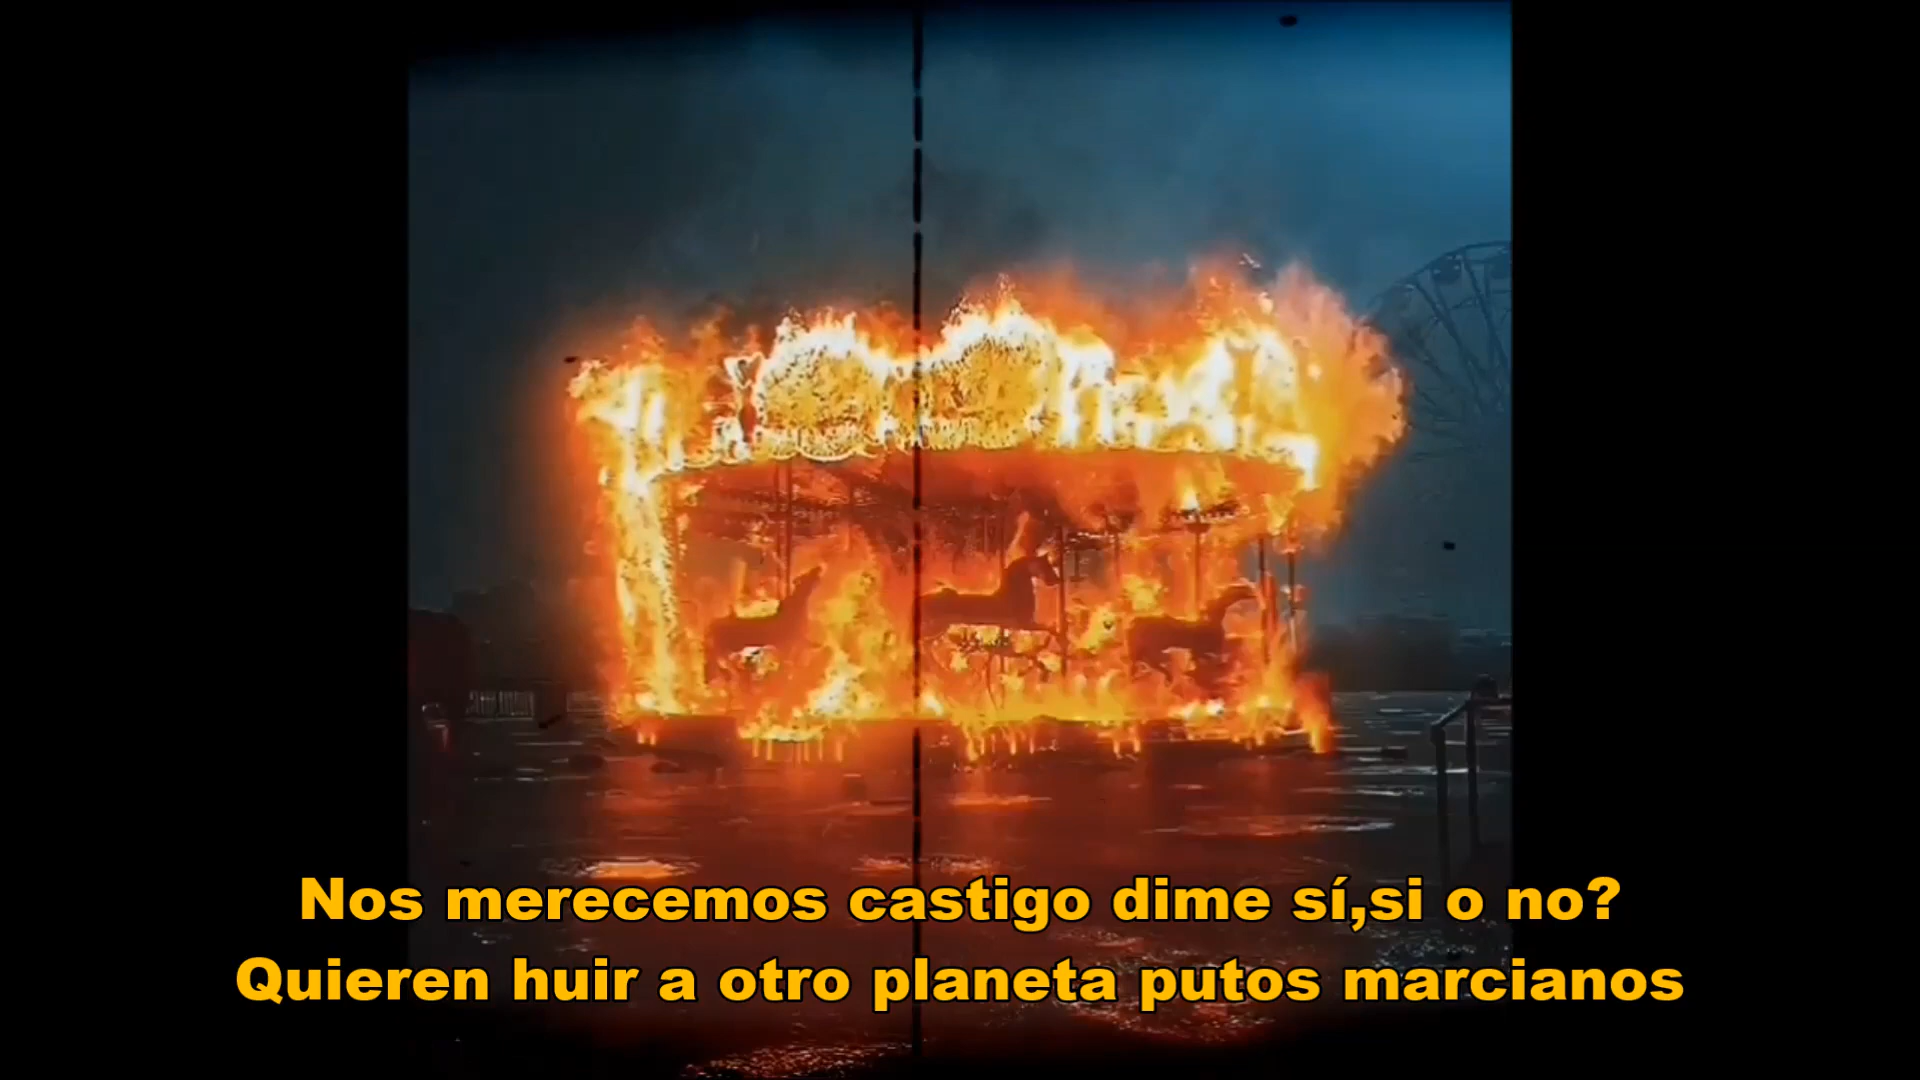 Nos merecemos castigo dime sí,si o no?
Quieren huir a otro planeta putos marcianos